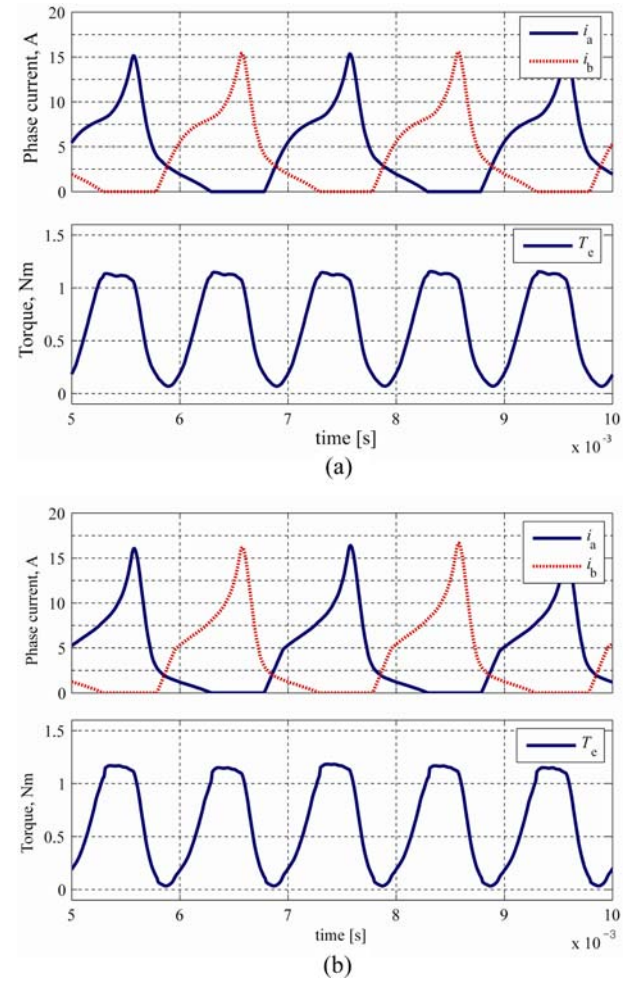 20
15
10
5
0
Phase current, A
i_a
i_b
1.5
1
0.5
0
Torque, Nm
T_e
5 6 7 8 9 10
time [s]
x 10^-3
(a)
20
15
10
5
0
Phase current, A
i_a
i_b
1.5
1
0.5
0
Torque, Nm
T_e
5 6 7 8 9 10
time [s]
x 10^-3
(b)